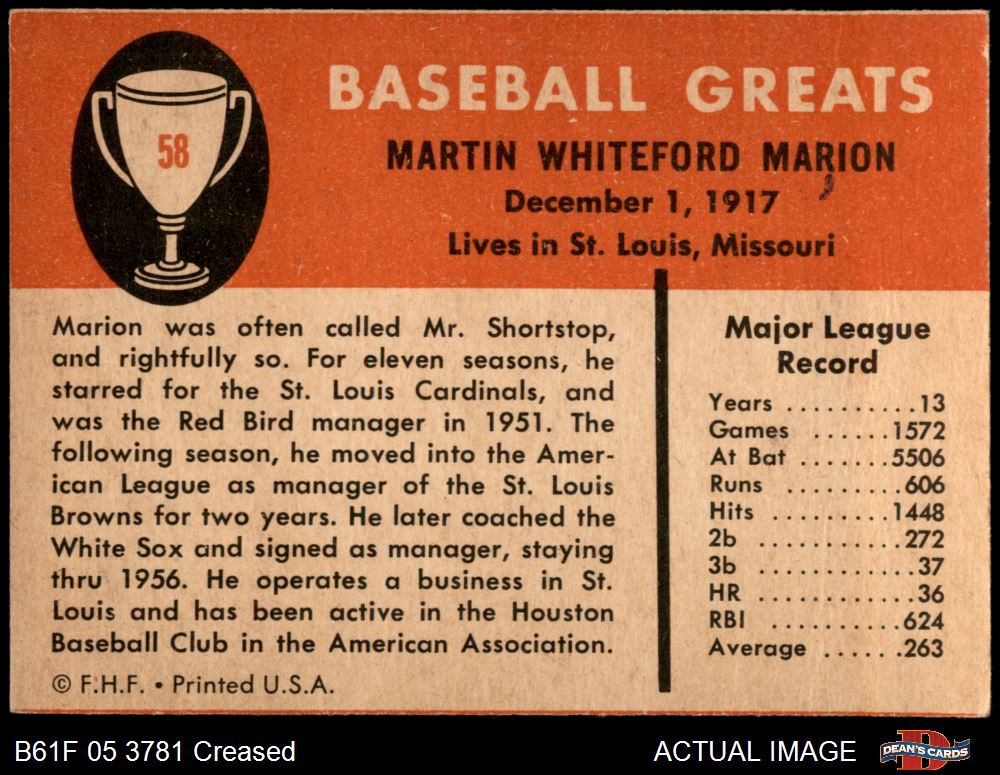 58
BASEBALL GREATS
MARTIN WHITEFORD MARION
December 1, 1917
Lives in St. Louis, Missouri
Marion was often called Mr. Shortstop,
and rightfully so. For eleven seasons, he
starred for the St. Louis Cardinals, and
was the Red Bird manager in 1951. The
following season, he moved into the Amer-
ican League as manager of the St. Louis
Browns for two years. He later coached the
White Sox and signed as manager, staying
thru 1956. He operates a business in St.
Louis and has been active in the Houston
Baseball Club in the American Association.
© F.H.F. • Printed U.S.A.
Major League
Record
Years ..........13
Games ......1572
At Bat .......5506
Runs .........606
Hits .........1448
2b ...........272
3b ............37
HR ............36
RBI ..........624
Average ......263
B61F 05 3781 Creased
ACTUAL IMAGE
DEAN'S CARDS